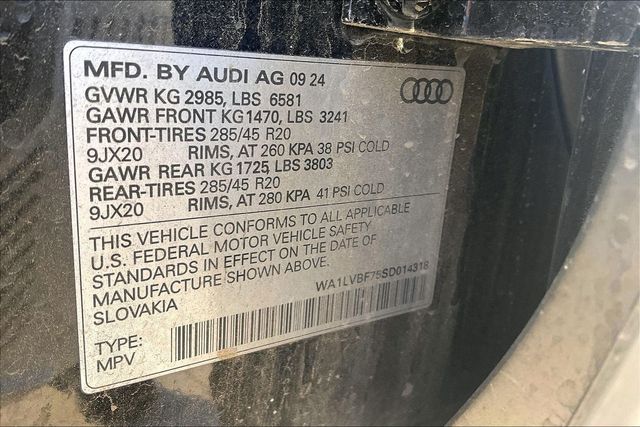 MFD. BY AUDI AG 09 24
GVWR KG 2985, LBS 6581
GAWR FRONT KG 1470, LBS 3241
FRONT-TIRES 285/45 R20
9JX20 RIMS, AT 260 KPA 38 PSI COLD
GAWR REAR KG 1725, LBS 3803
REAR-TIRES 285/45 R20
9JX20 RIMS, AT 280 KPA 41 PSI COLD
THIS VEHICLE CONFORMS TO ALL APPLICABLE
U.S. FEDERAL MOTOR VEHICLE SAFETY
STANDARDS IN EFFECT ON THE DATE OF
MANUFACTURE SHOWN ABOVE.
SLOVAKIA
WA1LVBF75SD014318
TYPE:
MPV